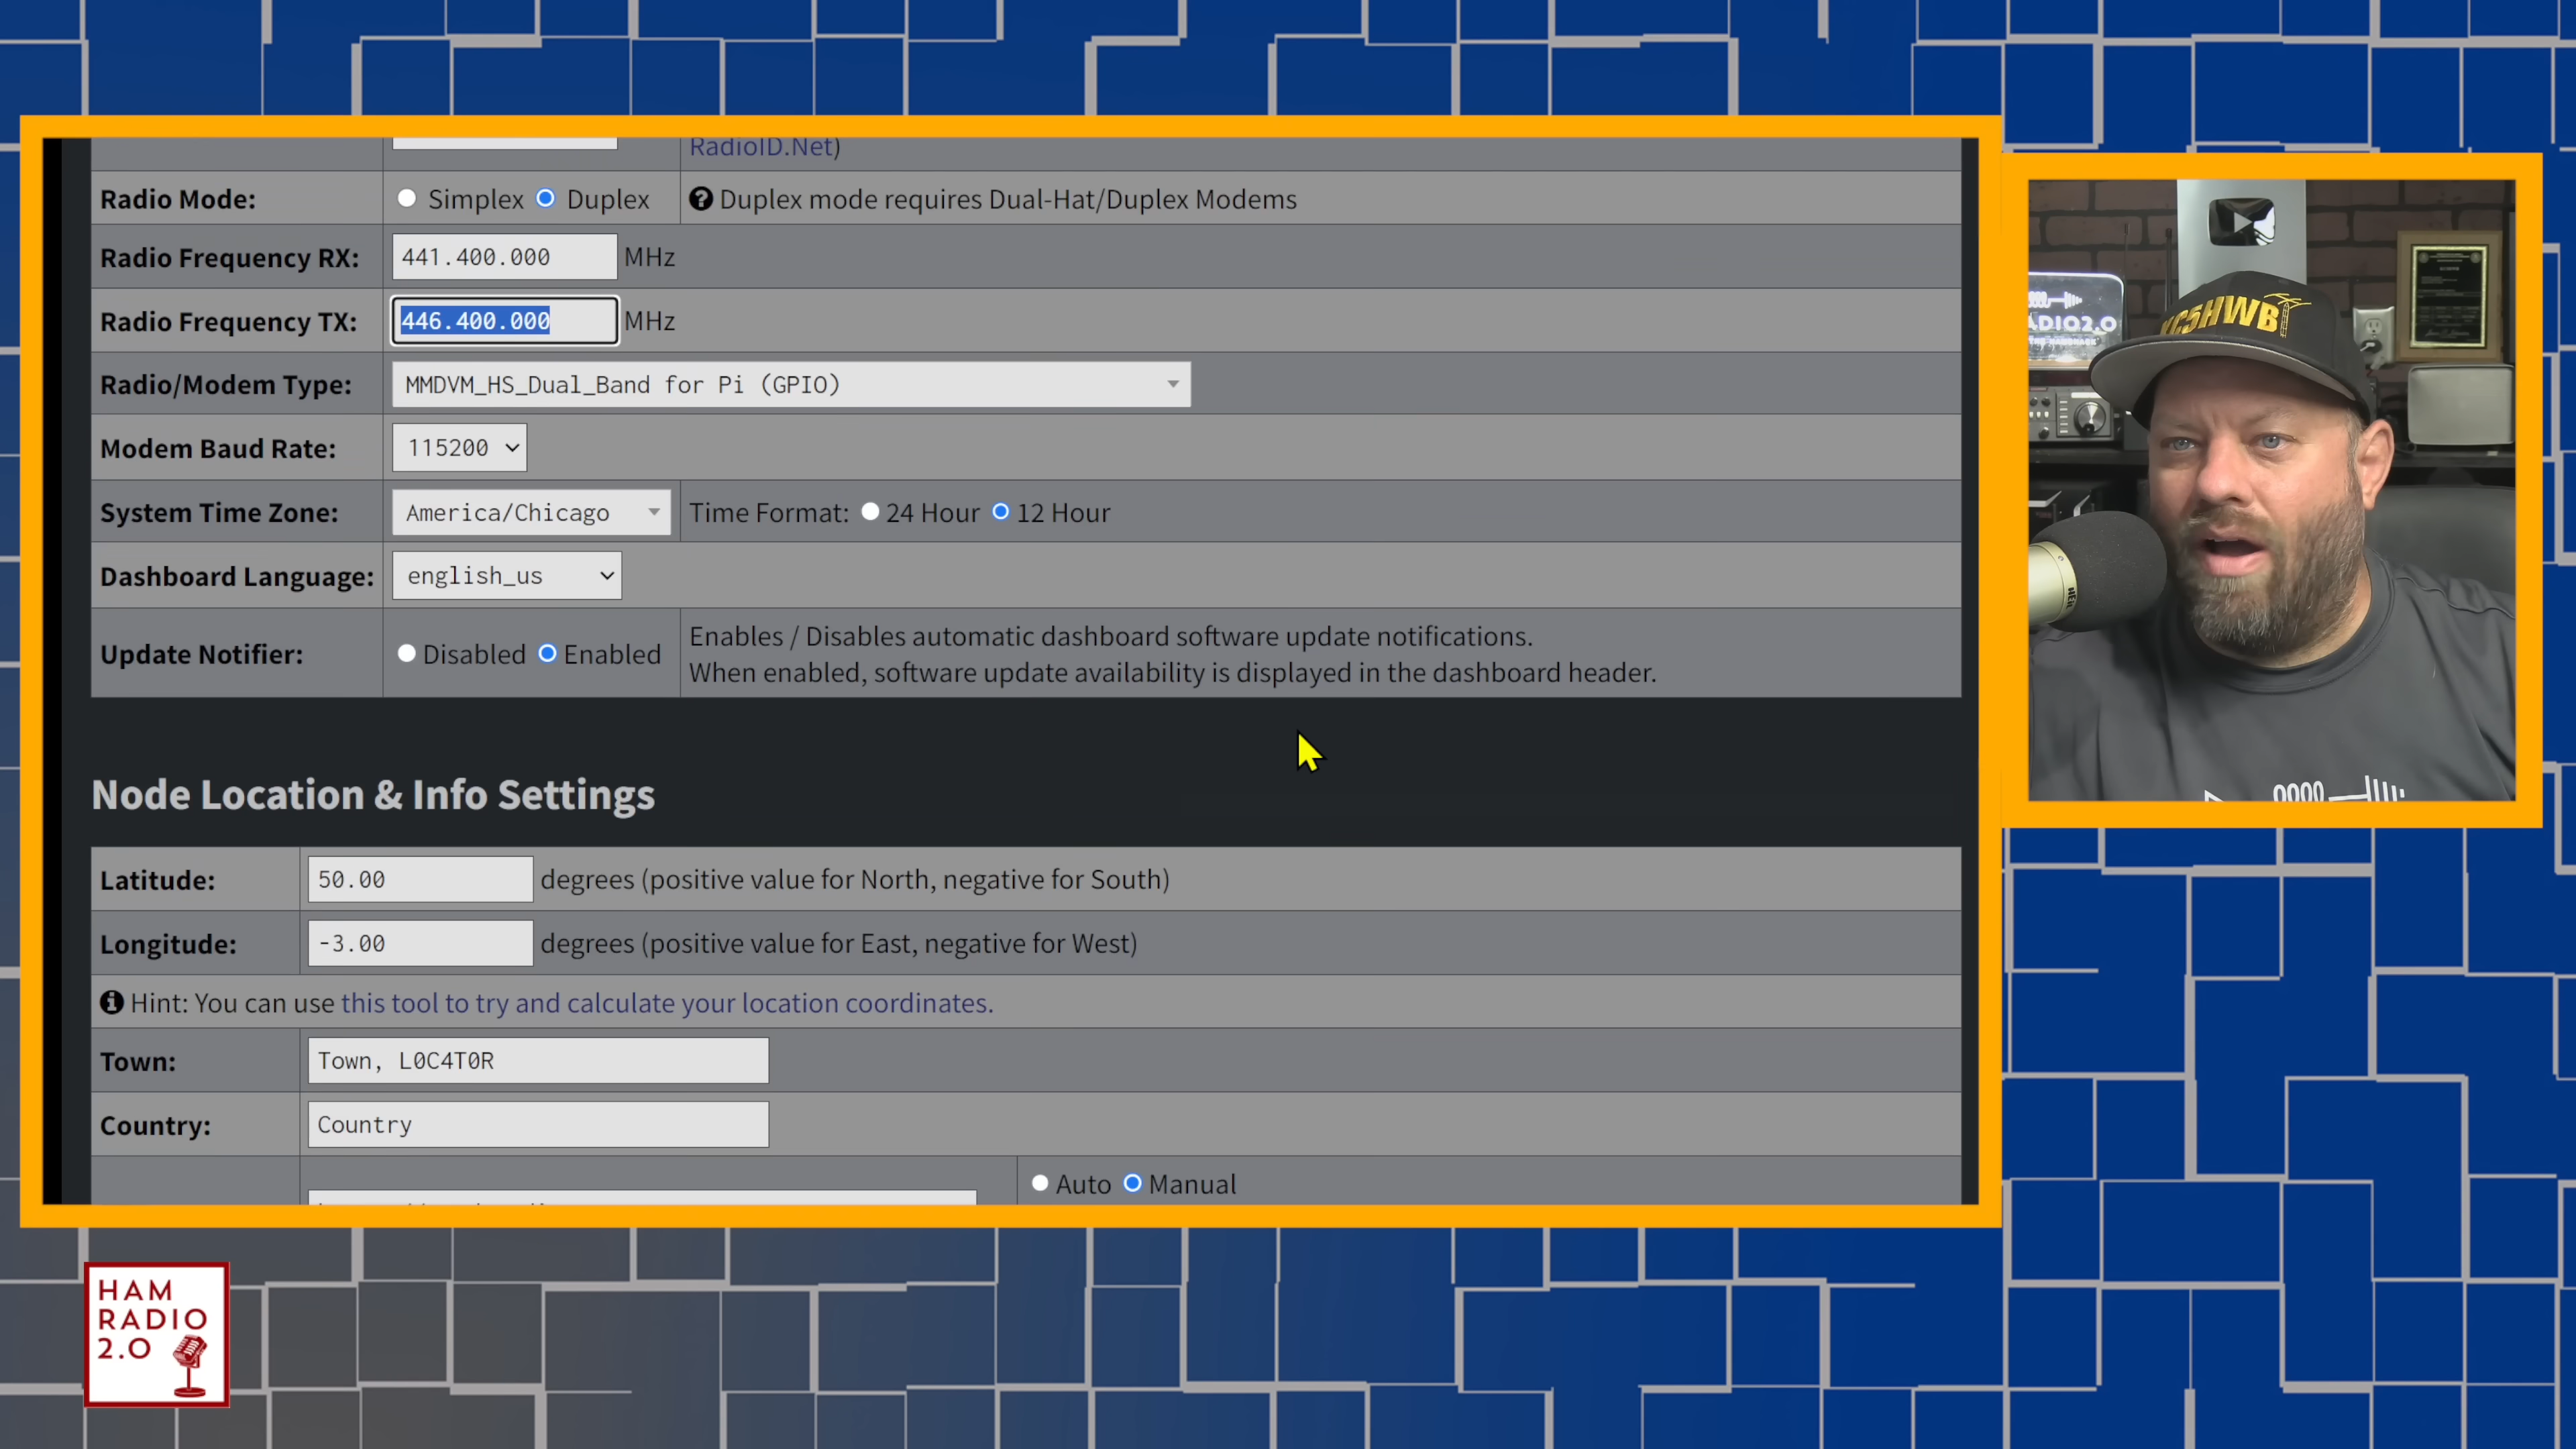 RadioID.Net)
Radio Mode: Simplex Duplex Duplex mode requires Dual-Hat/Duplex Modems
Radio Frequency RX: 441.400.000 MHz
Radio Frequency TX: 446.400.000 MHz
Radio/Modem Type: MMDVM_HS_Dual_Band for Pi (GPIO)
Modem Baud Rate: 115200
System Time Zone: America/Chicago Time Format: 24 Hour 12 Hour
Dashboard Language: english_us
Update Notifier: Disabled Enabled Enables / Disables automatic dashboard software update notifications.
When enabled, software update availability is displayed in the dashboard header.
Node Location & Info Settings
Latitude: 50.00 degrees (positive value for North, negative for South)
Longitude: -3.00 degrees (positive value for East, negative for West)
Hint: You can use this tool to try and calculate your location coordinates.
Town: Town, L0C4T0R
Country: Country
Auto Manual
KC5HWB
ADIO2.0
HAM
RADIO
2.0